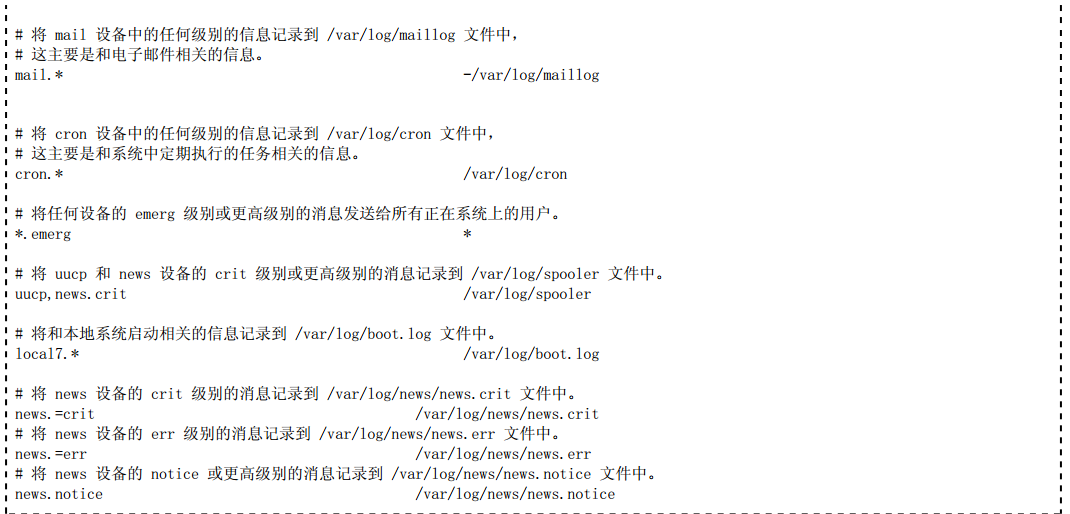 # 将 mail 设备中的任何级别的信息记录到 /var/log/maillog 文件中，
# 这主要是和电子邮件相关的信息。
mail.* -/var/log/maillog
# 将 cron 设备中的任何级别的信息记录到 /var/log/cron 文件中，
# 这主要是和系统中定期执行的任务相关的信息。
cron.* /var/log/cron
# 将任何设备的 emerg 级别或更高级别的消息发送给所有正在系统上的用户。
*.emerg *
# 将 uucp 和 news 设备的 crit 级别或更高级别的消息记录到 /var/log/spooler 文件中。
uucp,news.crit /var/log/spooler
# 将和本地系统启动相关的信息记录到 /var/log/boot.log 文件中。
local7.* /var/log/boot.log
# 将 news 设备的 crit 级别的消息记录到 /var/log/news/news.crit 文件中。
news.=crit /var/log/news/news.crit
# 将 news 设备的 err 级别的消息记录到 /var/log/news/news.err 文件中。
news.=err /var/log/news/news.err
# 将 news 设备的 notice 或更高级别的消息记录到 /var/log/news/news.notice 文件中。
news.notice /var/log/news/news.notice